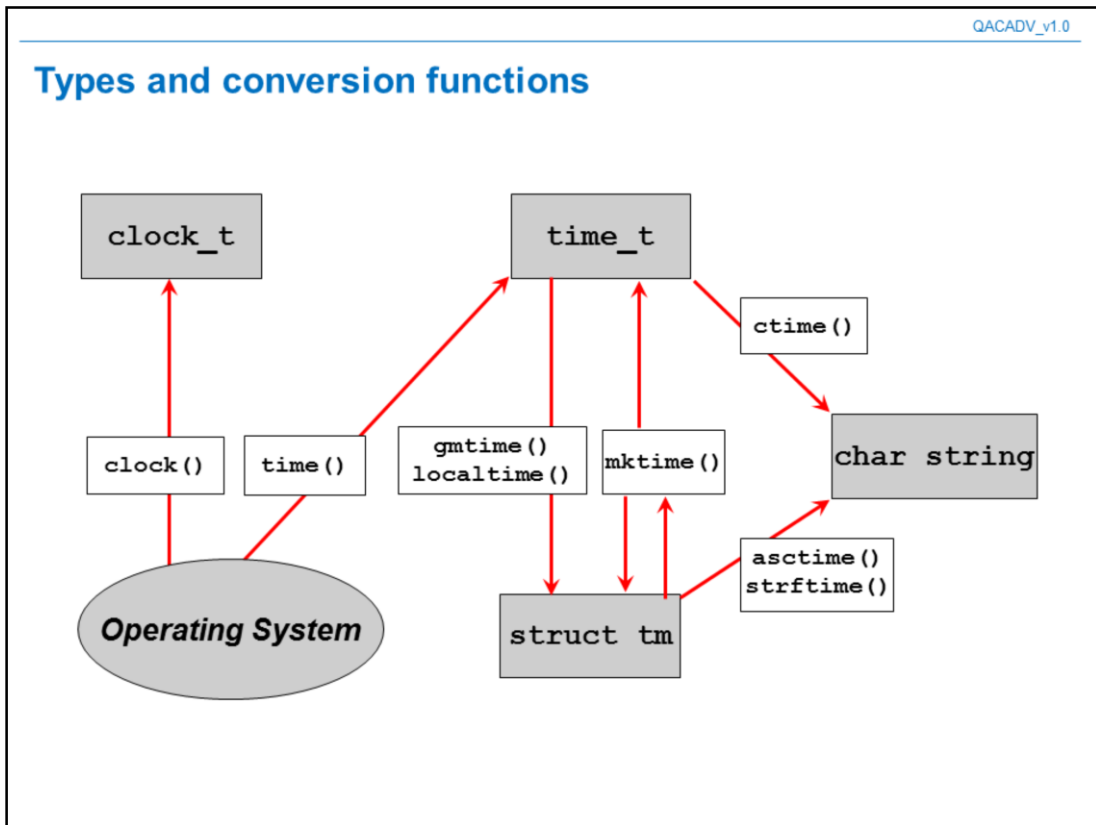 QACADV_v1.0
Types and conversion functions
clock_t
time_t
ctime()
clock()
time()
gmtime()
localtime()
mktime()
char string
asctime()
strftime()
Operating System
struct tm